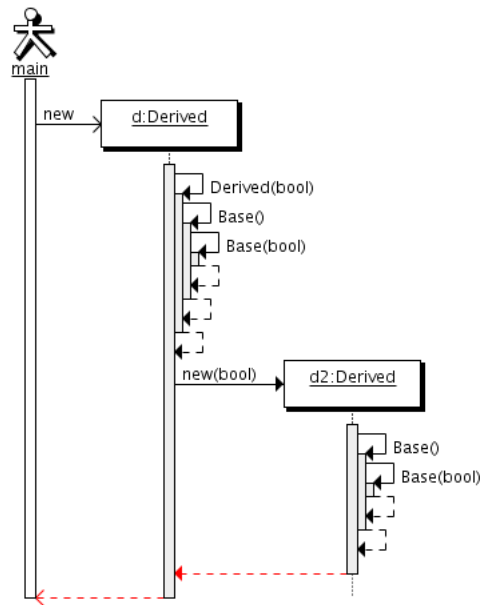 main
new
d:Derived
Derived(bool)
Base()
Base(bool)
new(bool)
d2:Derived
Base()
Base(bool)